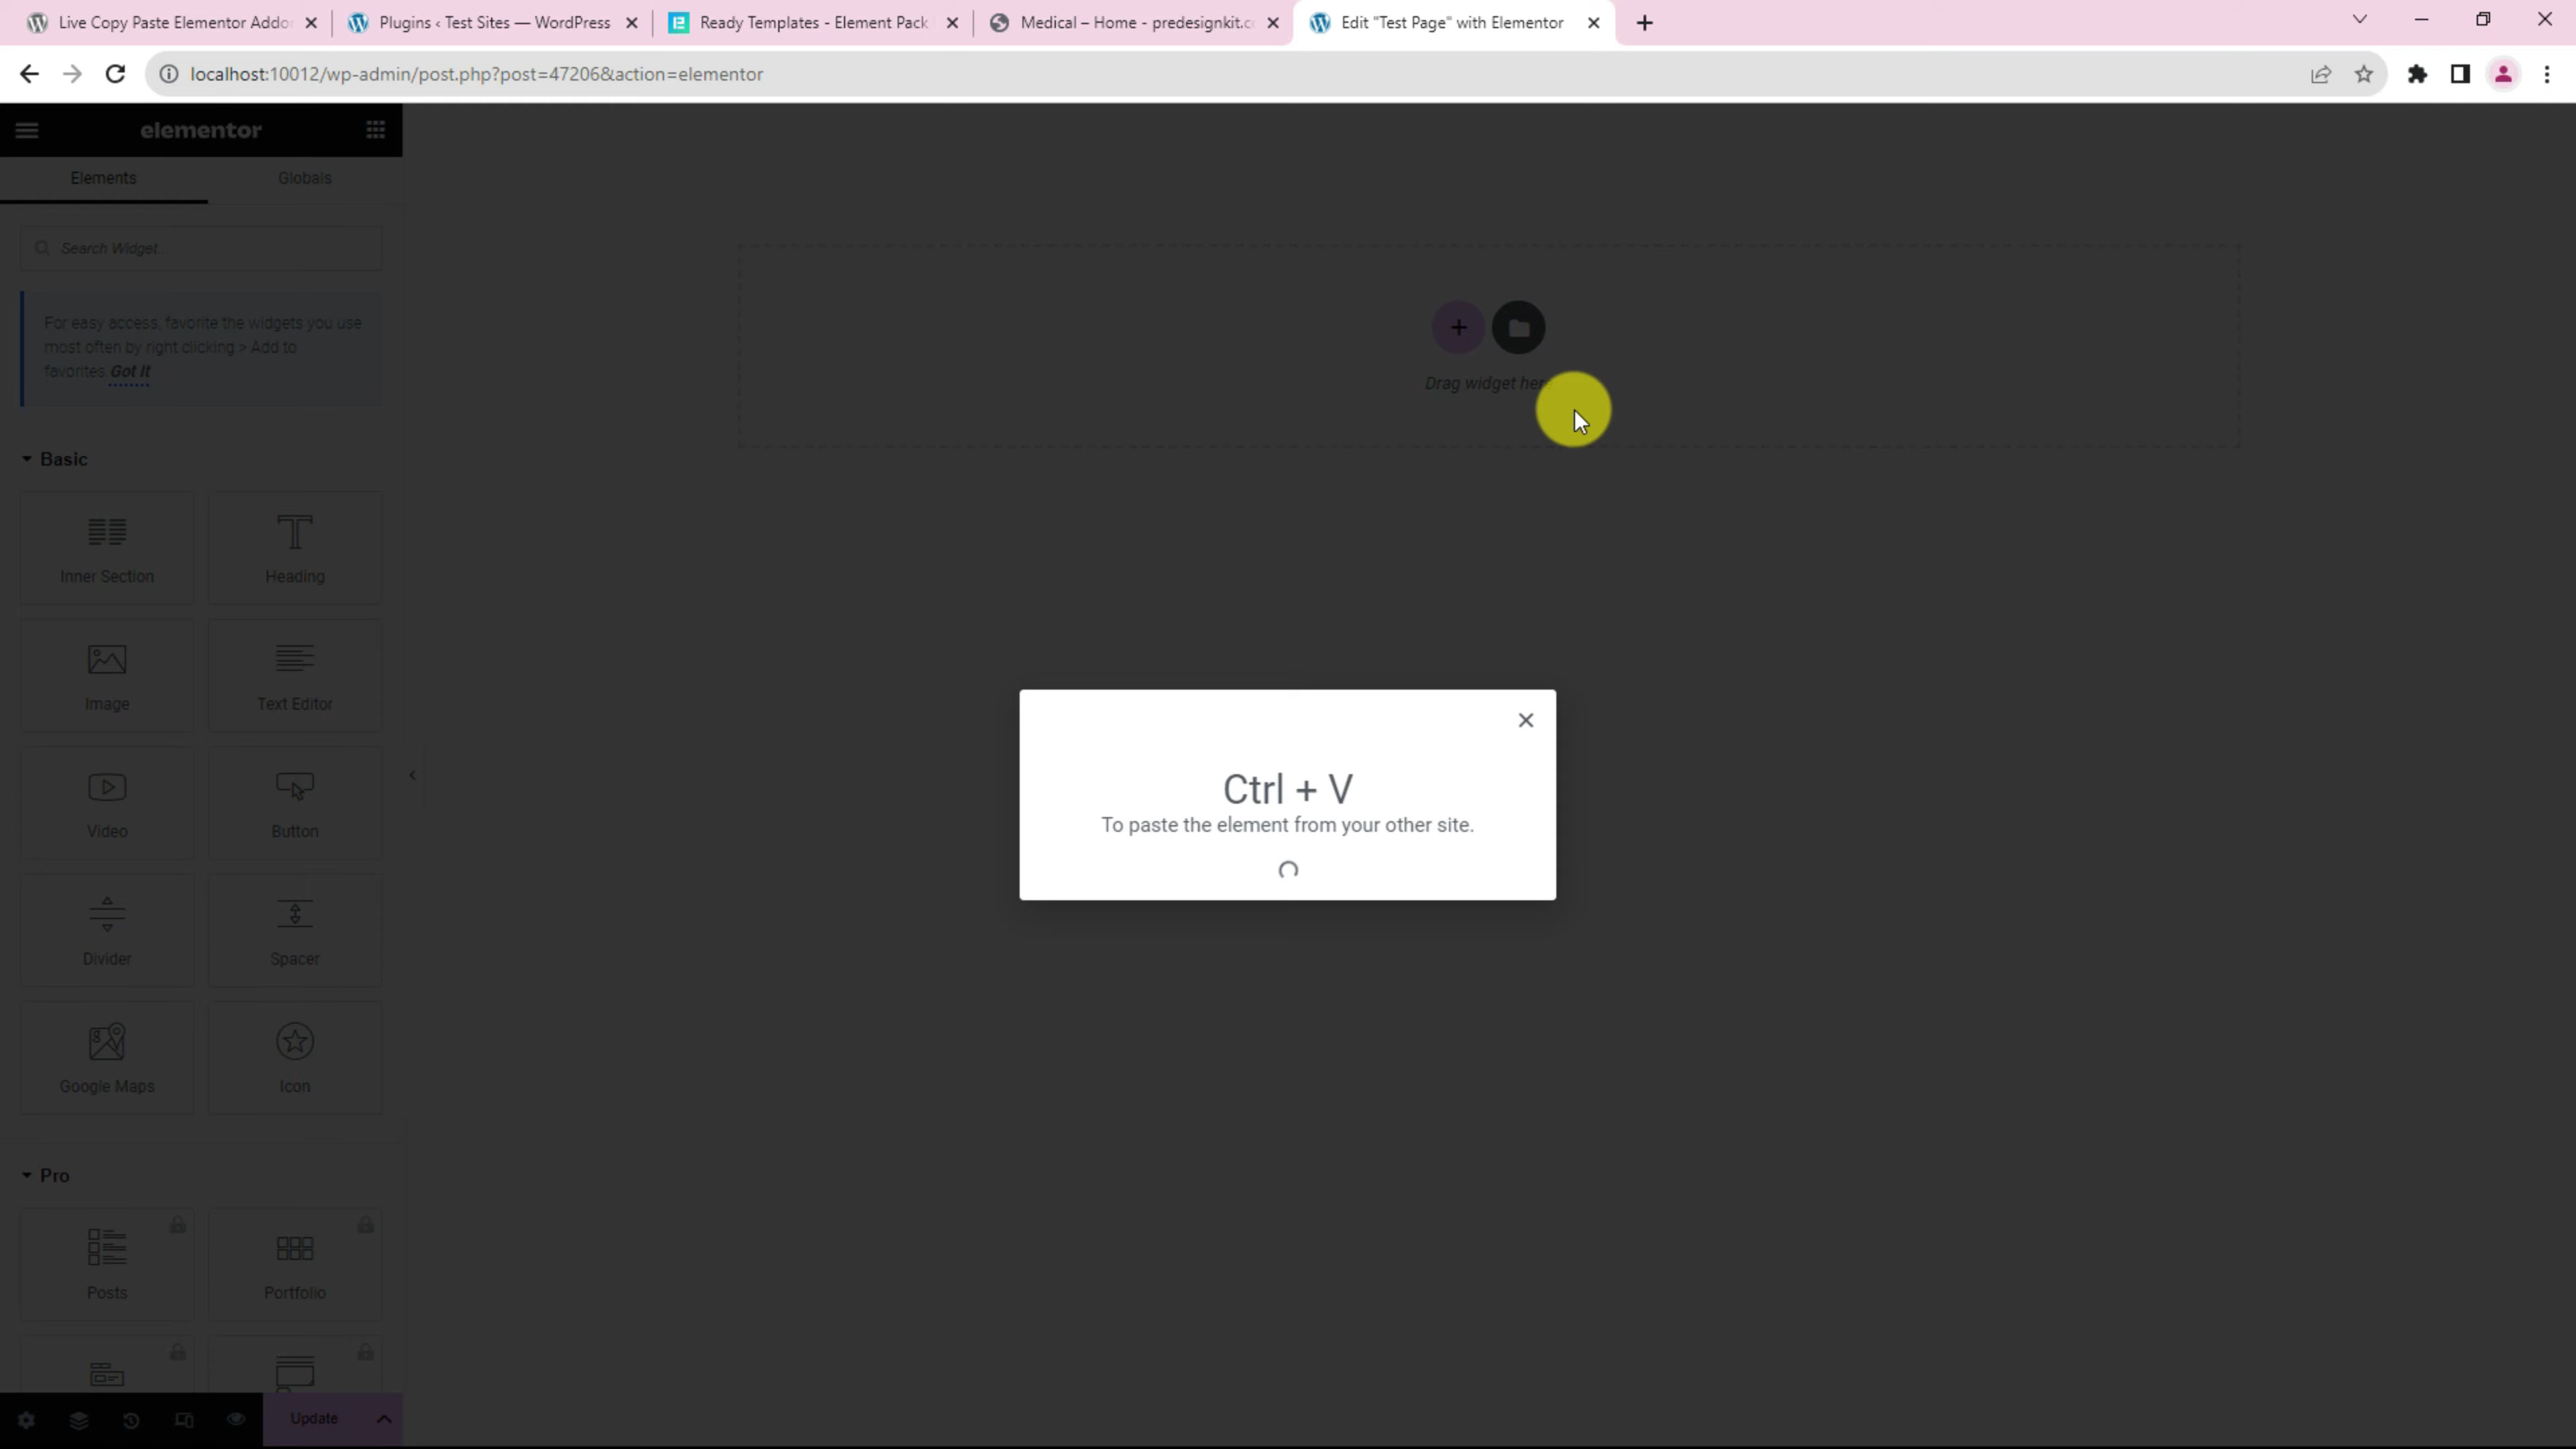 Live Copy Paste Elementor Addo
Plugins ‹ Test Sites — WordPress
Ready Templates - Element Pack
Medical – Home - predesignkit.c
Edit "Test Page" with Elementor
localhost:10012/wp-admin/post.php?post=47206&action=elementor
elementor
Elements
Globals
Search Widget...
For easy access, favorite the widgets you use
most often by right clicking > Add to
favorites. Got It
Basic
Inner Section
Heading
Image
Text Editor
Video
Button
Divider
Spacer
Google Maps
Icon
Pro
Posts
Portfolio
Update
Drag widget her
Ctrl + V
To paste the element from your other site.